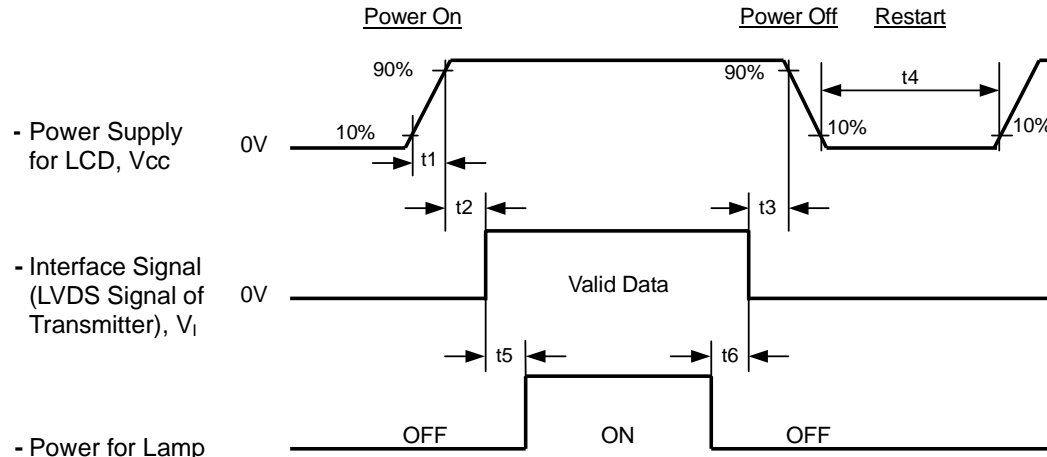 Power On
Power Off
Restart
90%
90%
t4
10%
10%
10%
- Power Supply
for LCD, Vcc
0V
t1
t2
t3
- Interface Signal
(LVDS Signal of
Transmitter), VI
0V
Valid Data
t5
t6
- Power for Lamp
OFF
ON
OFF